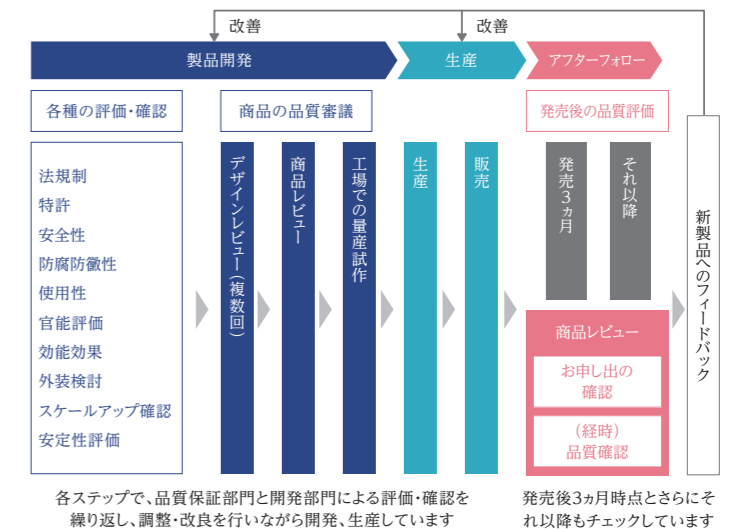 改善
改善
製品開発
生産
アフターフォロー
各種の評価・確認
商品の品質審議
発売後の品質評価
法規制
特許
安全性
防腐防黴性
使用性
官能評価
効能効果
外装検討
スケールアップ確認
安定性評価
デザインレビュー(複数回)
商品レビュー
工場での量産試作
生産
販売
発売3ヵ月
それ以降
商品レビュー
お申し出の
確認
(経時)
品質確認
新製品へのフィードバック
各ステップで、品質保証部門と開発部門による評価・確認を
繰り返し、調整・改良を行いながら開発、生産しています
発売後3ヵ月時点とさらにそ
れ以降もチェックしています